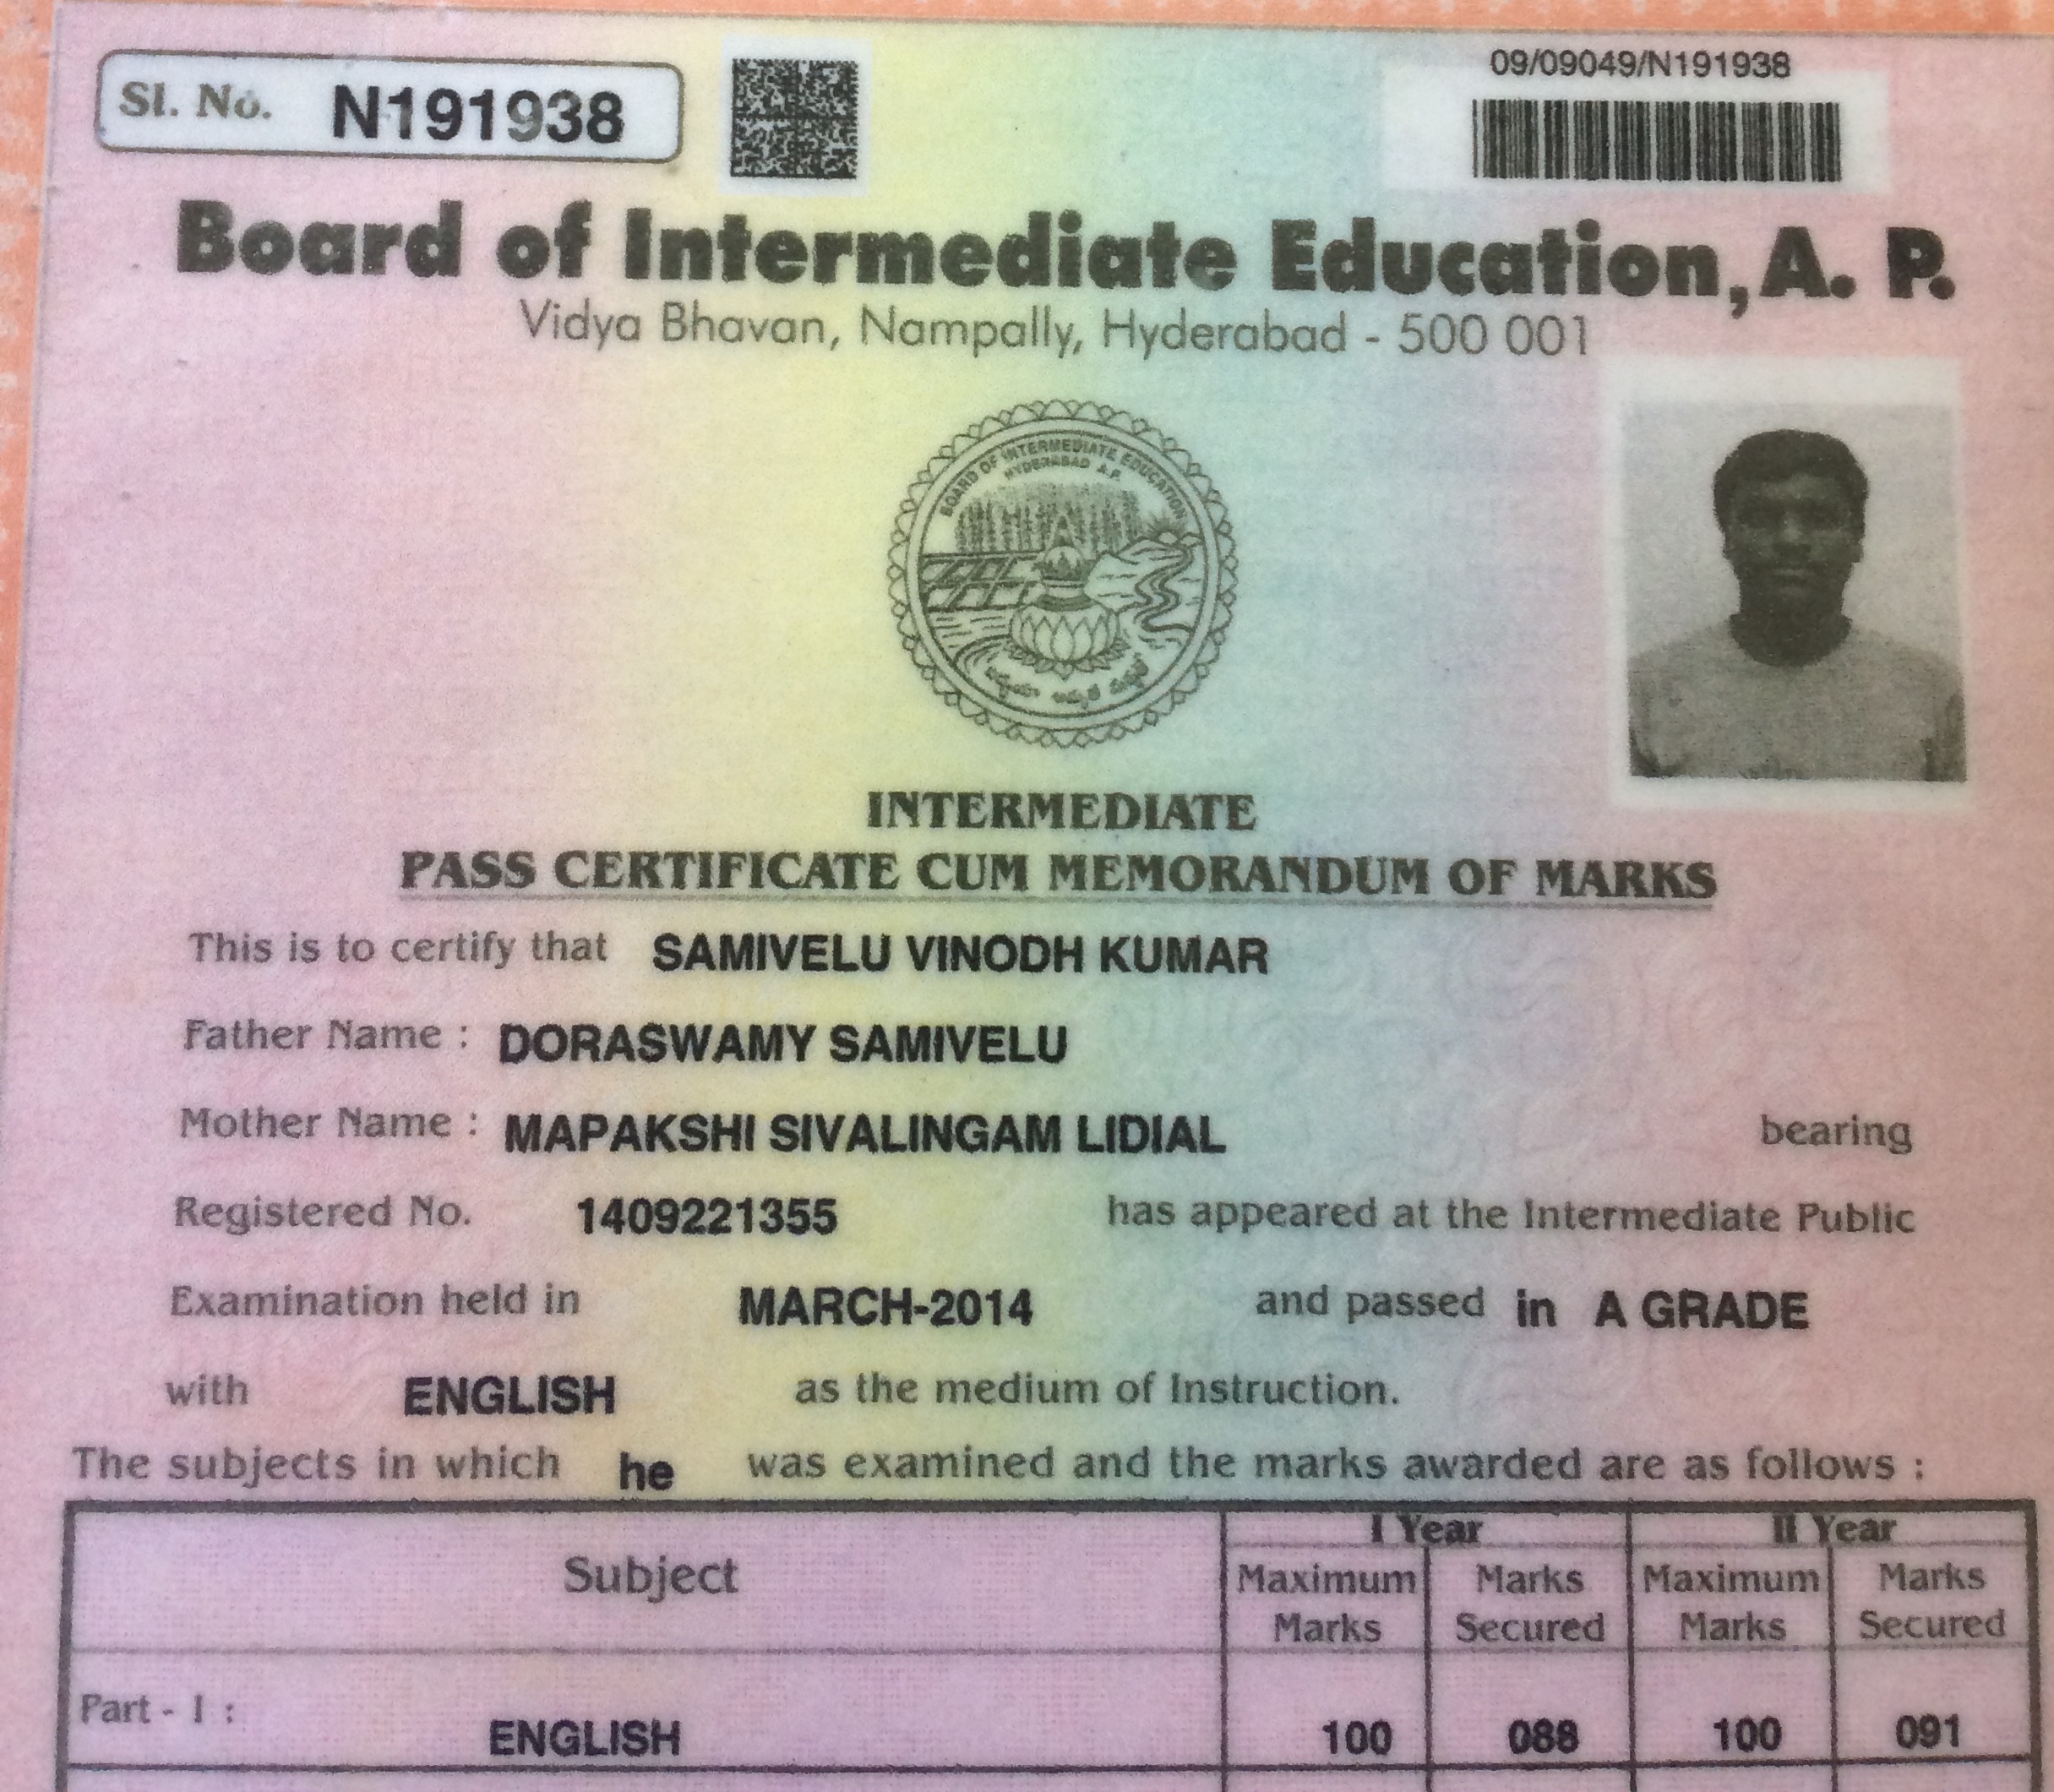 Sl. No. N191938
09/09049/N191938
Board of Intermediate Education, A. P.
Vidya Bhavan, Nampally, Hyderabad - 500 001
BOARD OF INTERMEDIATE EDUCATION
HYDERABAD A.P.
INTERMEDIATE
PASS CERTIFICATE CUM MEMORANDUM OF MARKS
This is to certify that SAMIVELU VINODH KUMAR
Father Name : DORASWAMY SAMIVELU
Mother Name : MAPAKSHI SIVALINGAM LIDIAL bearing
Registered No. 1409221355 has appeared at the Intermediate Public
Examination held in MARCH-2014 and passed in A GRADE
with ENGLISH as the medium of Instruction.
The subjects in which he was examined and the marks awarded are as follows :
Subject I Year II Year
Maximum Marks Marks Secured Maximum Marks Marks Secured
Part - I :
ENGLISH 100 088 100 091